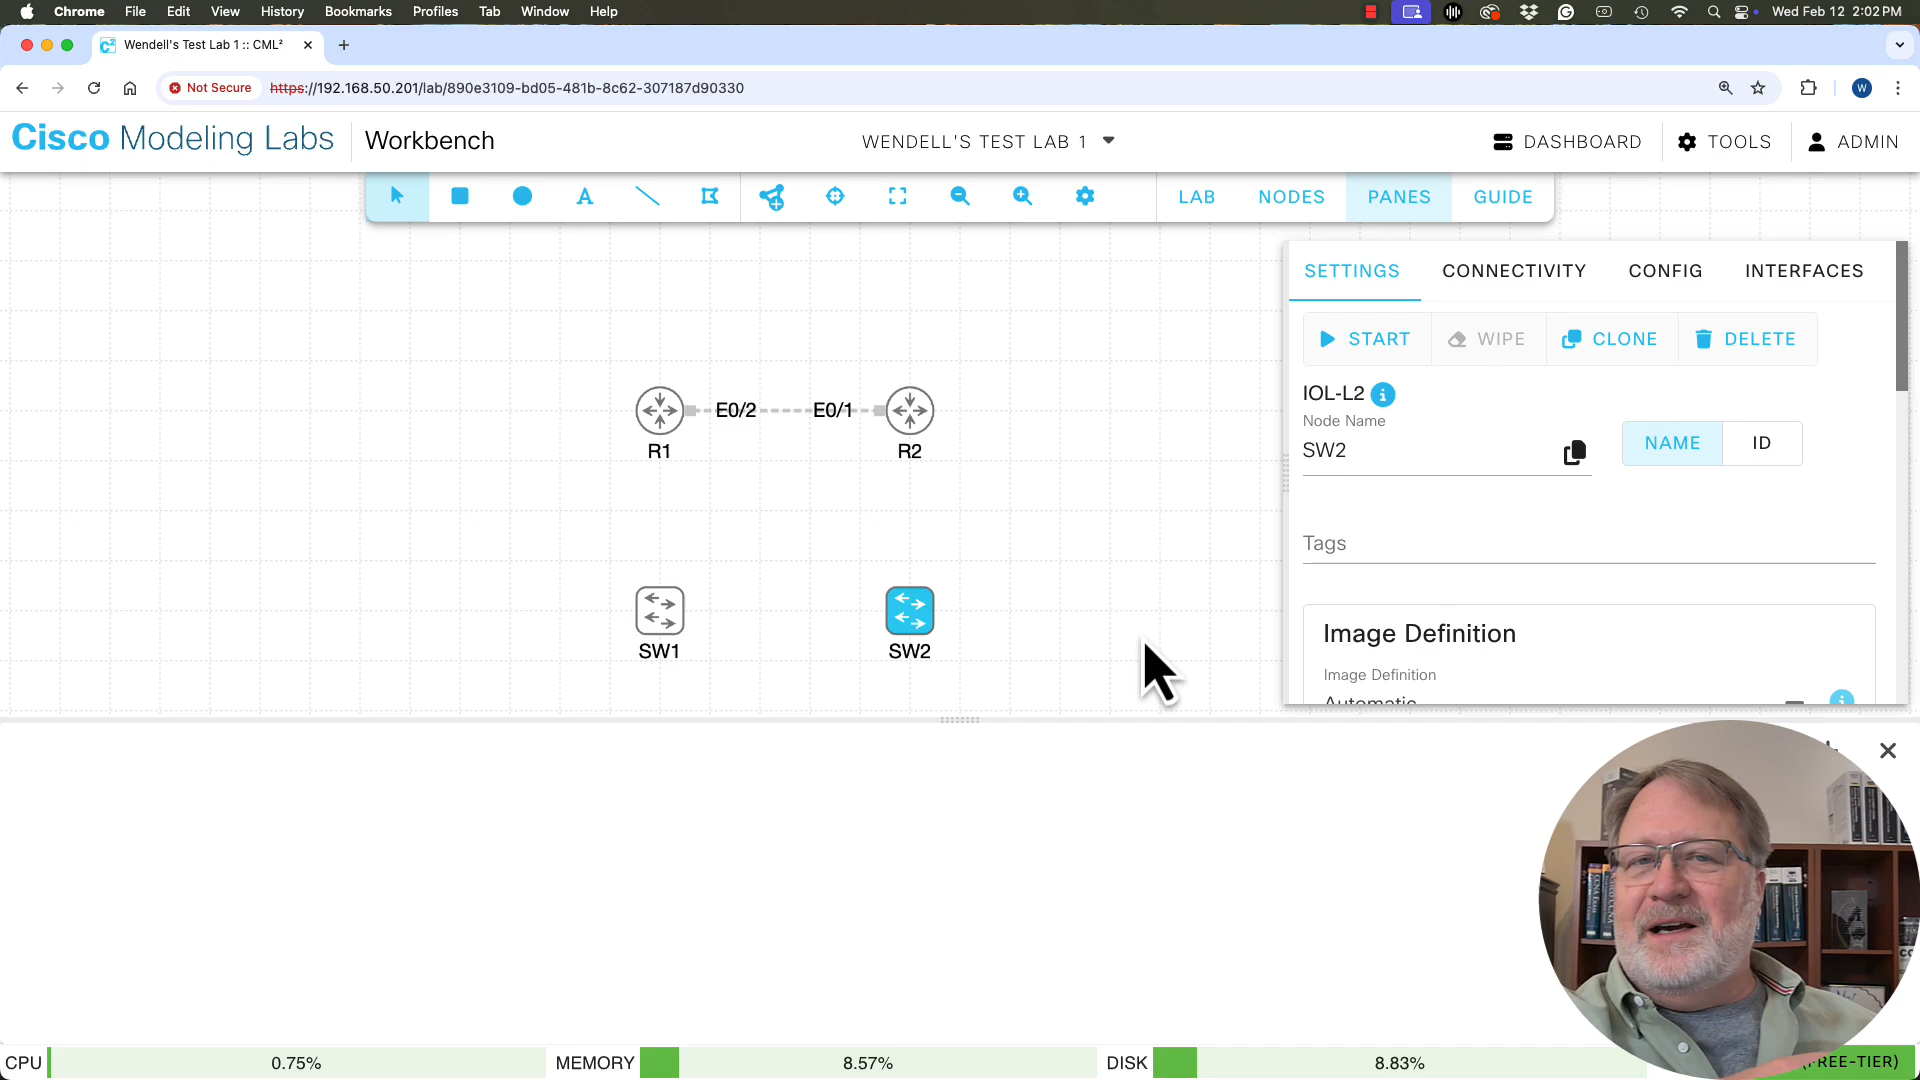 Chrome File Edit View History Bookmarks Profiles Tab Window Help
Wed Feb 12 2:02 PM
Wendell's Test Lab 1 :: CML²
Not Secure https://192.168.50.201/lab/890e3109-bd05-481b-8c62-307187d90330
W
Cisco Modeling Labs Workbench
WENDELL'S TEST LAB 1
DASHBOARD TOOLS ADMIN
A
LAB NODES PANES GUIDE
SETTINGS CONNECTIVITY CONFIG INTERFACES
START WIPE CLONE DELETE
IOL-L2
Node Name
SW2
NAME ID
Tags
Image Definition
Image Definition
Automatic
E0/2 E0/1
R1 R2
SW1 SW2
CPU 0.75% MEMORY 8.57% DISK 8.83% (FREE-TIER)